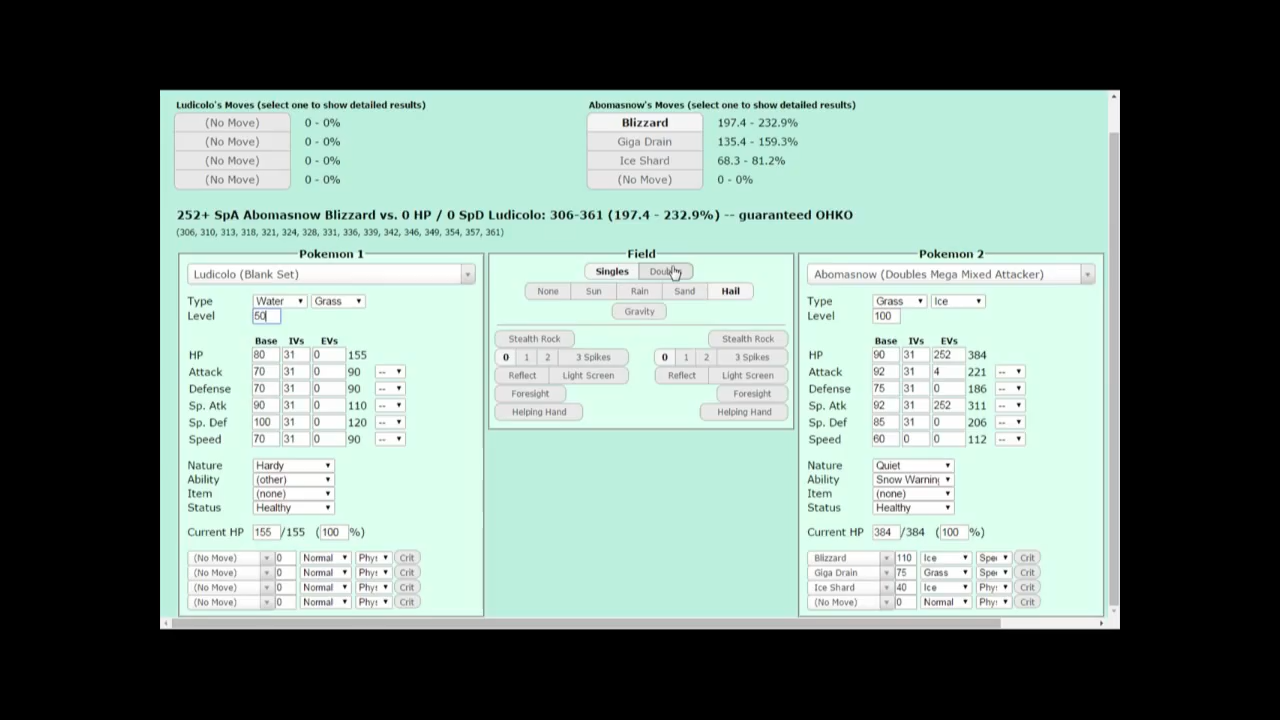 Ludicolo's Moves (select one to show detailed results) Abomasnow's Moves (select one to show detailed results)
(No Move) 0 - 0% Blizzard 197.4 - 232.9%
(No Move) 0 - 0% Giga Drain 135.4 - 159.3%
(No Move) 0 - 0% Ice Shard 68.3 - 81.2%
(No Move) 0 - 0% (No Move) 0 - 0%
252+ SpA Abomasnow Blizzard vs. 0 HP / 0 SpD Ludicolo: 306-361 (197.4 - 232.9%) -- guaranteed OHKO
(306, 310, 313, 318, 321, 324, 328, 331, 336, 339, 342, 346, 349, 354, 357, 361)
Pokemon 1
Ludicolo (Blank Set)
Type Water Grass
Level 50
Base IVs EVs
HP 80 31 0 155
Attack 70 31 0 90 --
Defense 70 31 0 90 --
Sp. Atk 90 31 0 110 --
Sp. Def 100 31 0 120 --
Speed 70 31 0 90 --
Nature Hardy
Ability (other)
Item (none)
Status Healthy
Current HP 155 /155 (100 %)
(No Move) 0 Normal Phy Crit
(No Move) 0 Normal Phy Crit
(No Move) 0 Normal Phy Crit
(No Move) 0 Normal Phy Crit
Field
Singles
None Sun Rain Sand Hail
Gravity
Stealth Rock Stealth Rock
0 1 2 3 Spikes 0 1 2 3 Spikes
Reflect Light Screen Reflect Light Screen
Foresight Foresight
Helping Hand Helping Hand
Pokemon 2
Abomasnow (Doubles Mega Mixed Attacker)
Type Grass Ice
Level 100
Base IVs EVs
HP 90 31 252 384
Attack 92 31 4 221 --
Defense 75 31 0 186 --
Sp. Atk 92 31 252 311 --
Sp. Def 85 31 0 206 --
Speed 60 0 0 112 --
Nature Quiet
Ability Snow Warning
Item (none)
Status Healthy
Current HP 384 /384 (100 %)
Blizzard 110 Ice Spe Crit
Giga Drain 75 Grass Spe Crit
Ice Shard 40 Ice Phy Crit
(No Move) 0 Normal Phy Crit